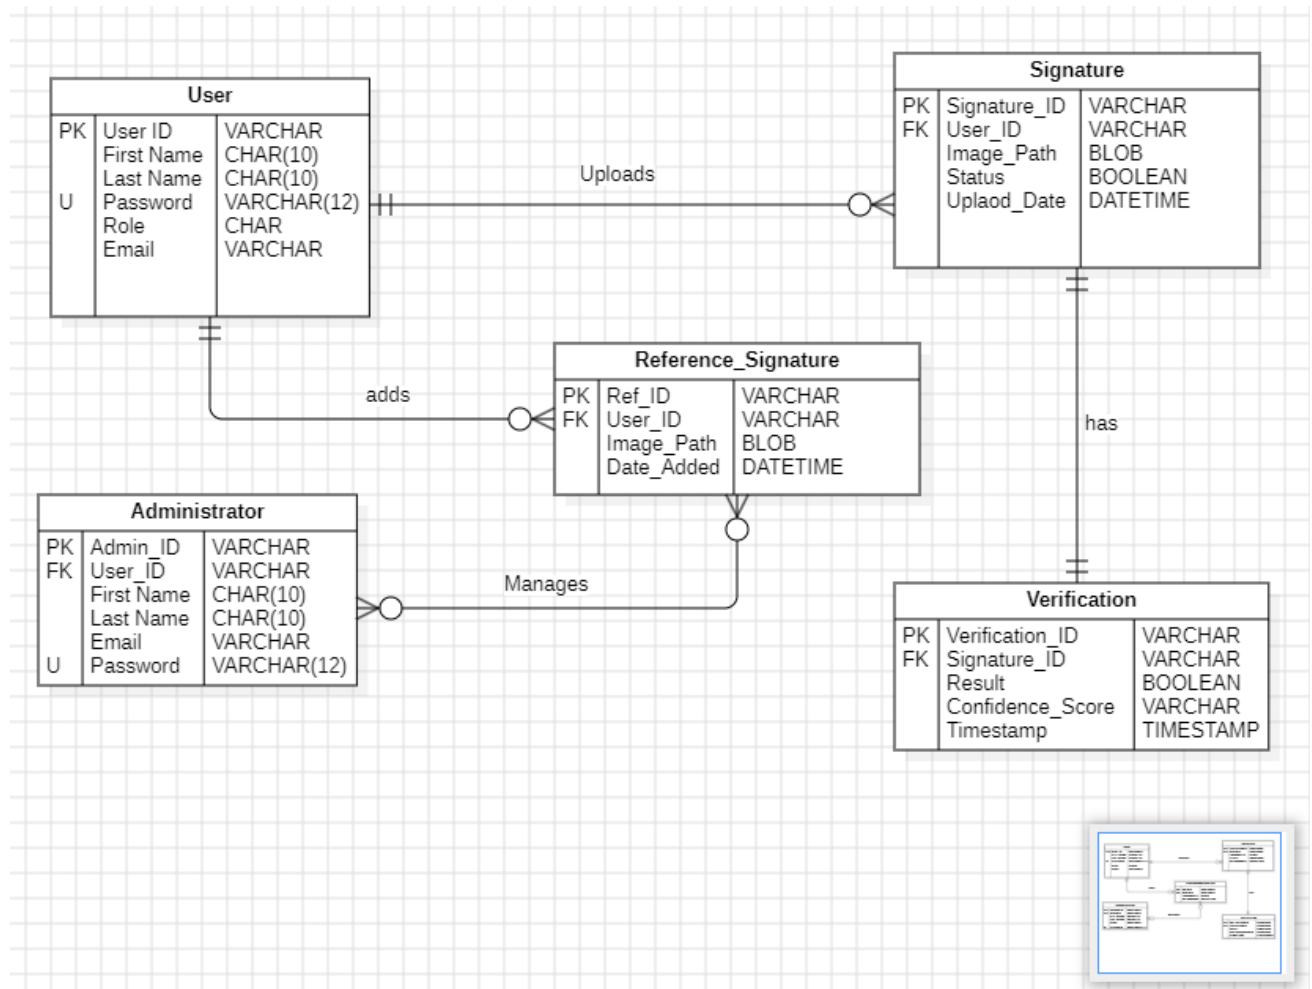 User
PK User ID VARCHAR
First Name CHAR(10)
Last Name CHAR(10)
U Password VARCHAR(12)
Role CHAR
Email VARCHAR
Uploads
Signature
PK Signature_ID VARCHAR
FK User_ID VARCHAR
Image_Path BLOB
Status BOOLEAN
Uplaod_Date DATETIME
adds
Reference_Signature
PK Ref_ID VARCHAR
FK User_ID VARCHAR
Image_Path BLOB
Date_Added DATETIME
has
Administrator
PK Admin_ID VARCHAR
FK User_ID VARCHAR
First Name CHAR(10)
Last Name CHAR(10)
Email VARCHAR
U Password VARCHAR(12)
Manages
Verification
PK Verification_ID VARCHAR
FK Signature_ID VARCHAR
Result BOOLEAN
Confidence_Score VARCHAR
Timestamp TIMESTAMP